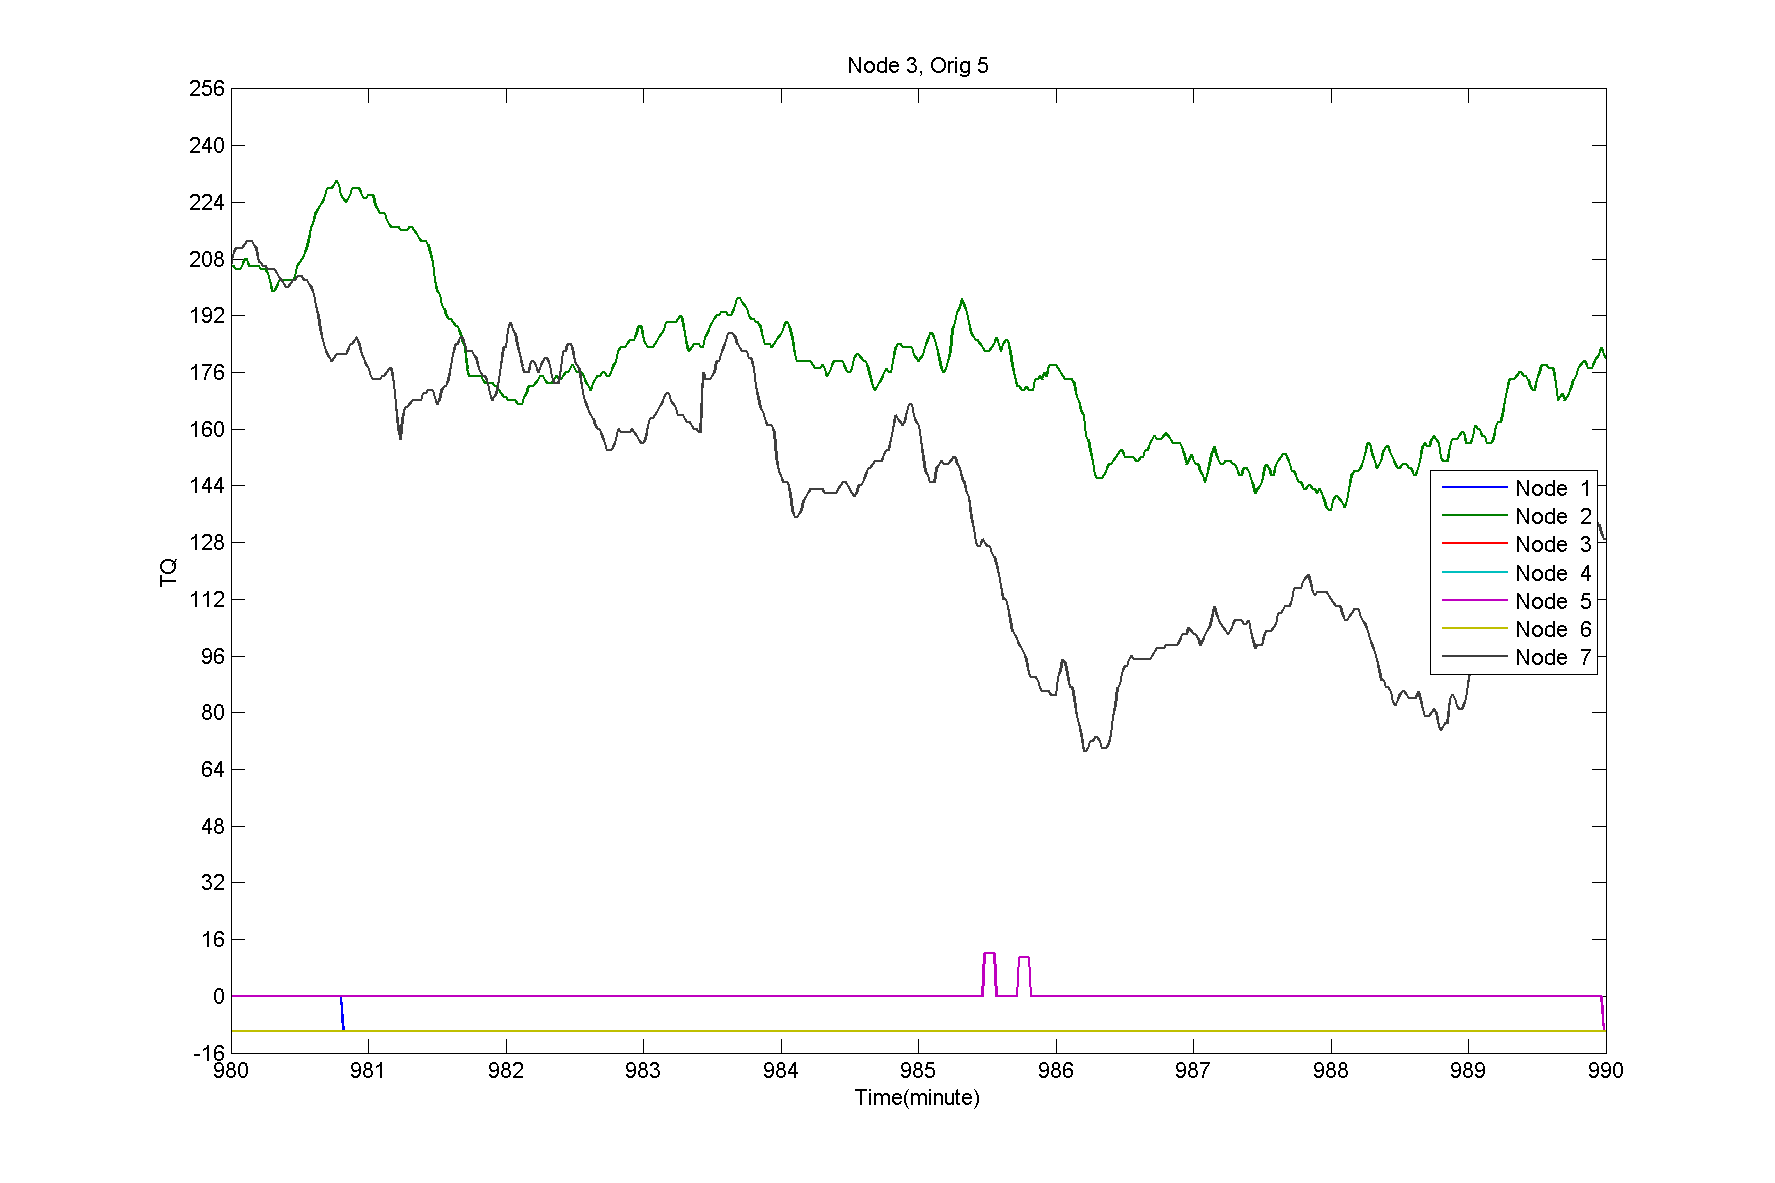 Node 3, Orig 5
256
240
224
208
192
176
160
144
128
112
96
80
64
48
32
16
0
-16
TQ
Node 1
Node 2
Node 3
Node 4
Node 5
Node 6
Node 7
980 981 982 983 984 985 986 987 988 989 990
Time(minute)